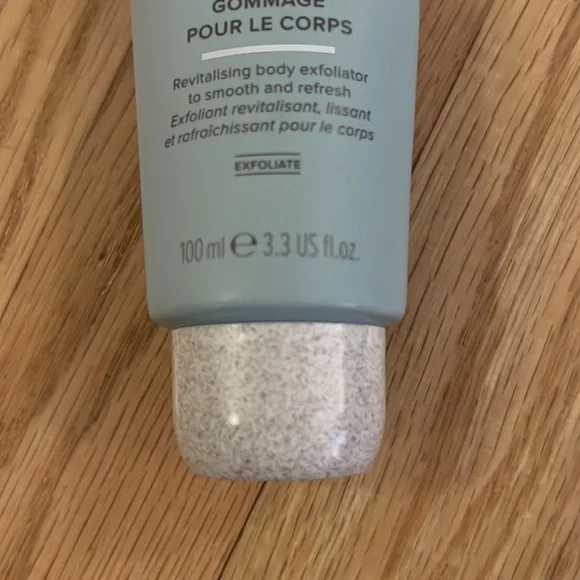 GOMMAGE
POUR LE CORPS
Revitalising body exfoliator
to smooth and refresh
Exfoliant revitalisant, lissant
et rafraîchissant pour le corps
EXFOLIATE
100 ml ℮ 3.3 US fl.oz.